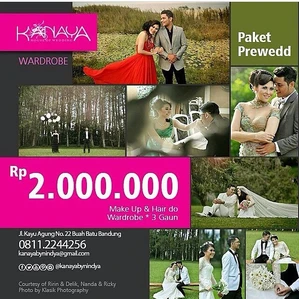 KANAYA
WARDROBE
Paket
Prewedd
Rp 2.000.000
Make Up & Hair do
Wardrobe * 3 Gaun
Jl. Kayu Agung No.22 Buah Batu Bandung
0811.2244256
kanayabynindya@gmail.com
@kanayabynindya
Courtesy of Ririn & Delik, Nanda & Rizky
Photo by Klasik Photography